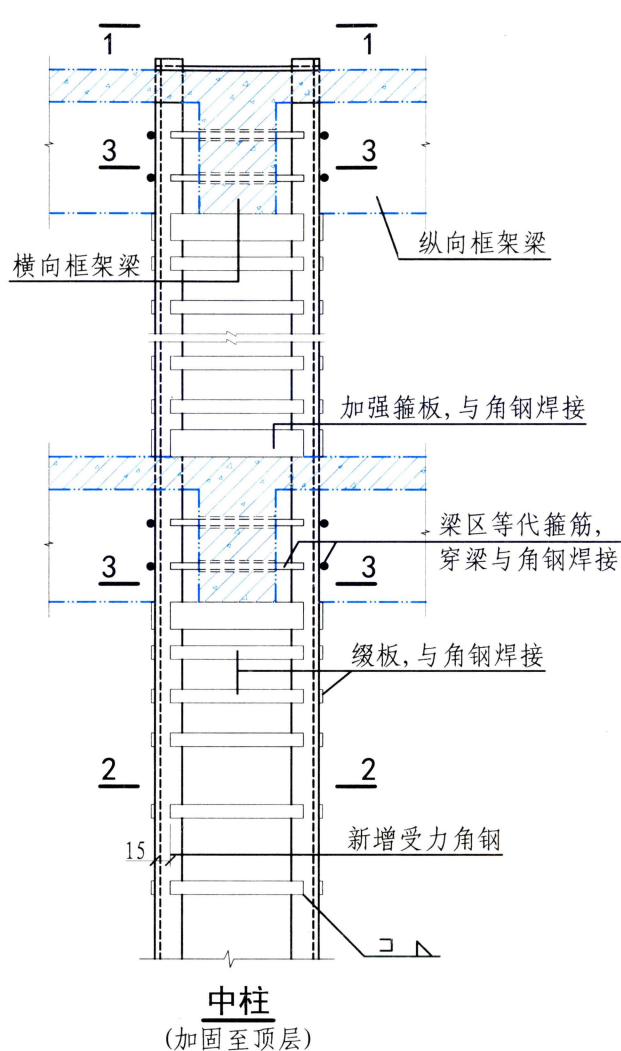 1 1
3 3
纵向框架梁
横向框架梁
加强箍板,与角钢焊接
梁区等代箍筋,
穿梁与角钢焊接
3 3
缀板,与角钢焊接
2 2
新增受力角钢
15
中柱
(加固至顶层)